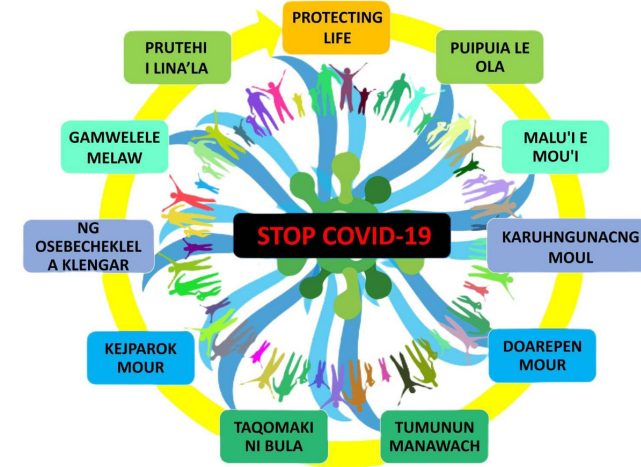 PROTECTING
LIFE
PUIPUIA LE
OLA
MALU'I E
MOU'I
KARUHNGUNACNG
MOUL
DOAREPEN
MOUR
TUMUNUN
MANAWACH
TAQOMAKI
NI BULA
KEJPAROK
MOUR
NG
OSEBECHEKLEL
A KLENGAR
GAMWELELE
MELAW
PRUTEHI
I LINA’LA
STOP COVID-19